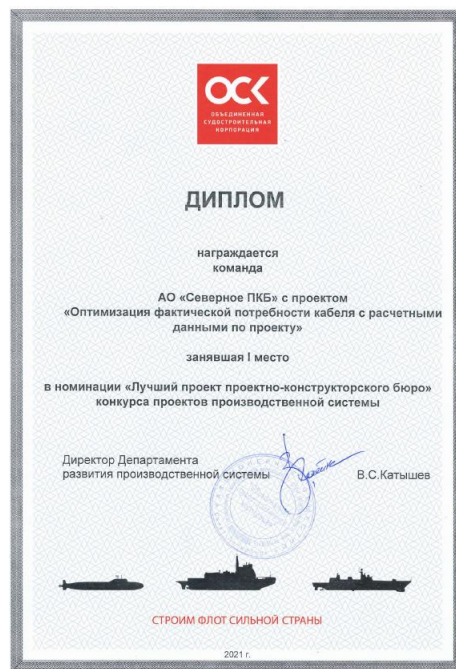 ОСК
ОБЪЕДИНЕННАЯ
СУДОСТРОИТЕЛЬНАЯ
КОРПОРАЦИЯ
ДИПЛОМ
награждается
команда
АО «Северное ПКБ» с проектом
«Оптимизация фактической потребности кабеля с расчетными
данными по проекту»
занявшая I место
в номинации «Лучший проект проектно-конструкторского бюро»
конкурса проектов производственной системы
Директор Департамента
развития производственной системы
В.С.Катышев
СТРОИМ ФЛОТ СИЛЬНОЙ СТРАНЫ
2021 г.